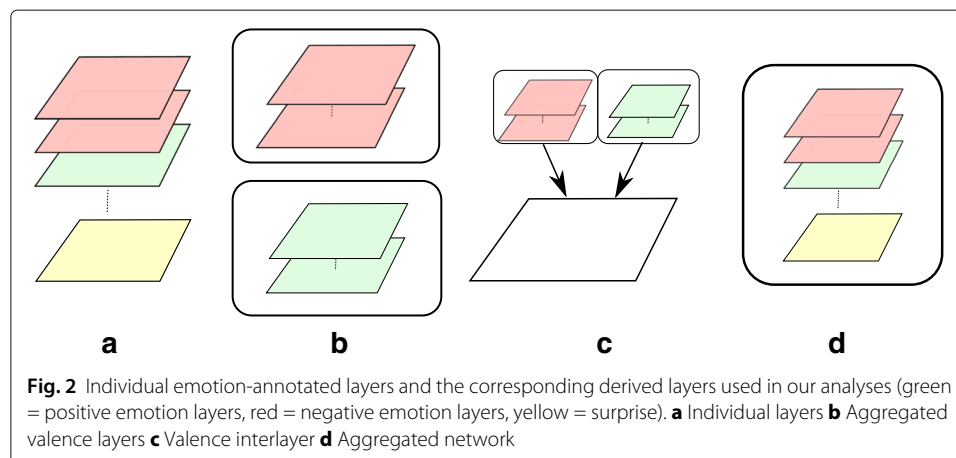 a b c d
Fig. 2 Individual emotion-annotated layers and the corresponding derived layers used in our analyses (green
= positive emotion layers, red = negative emotion layers, yellow = surprise). a Individual layers b Aggregated
valence layers c Valence interlayer d Aggregated network